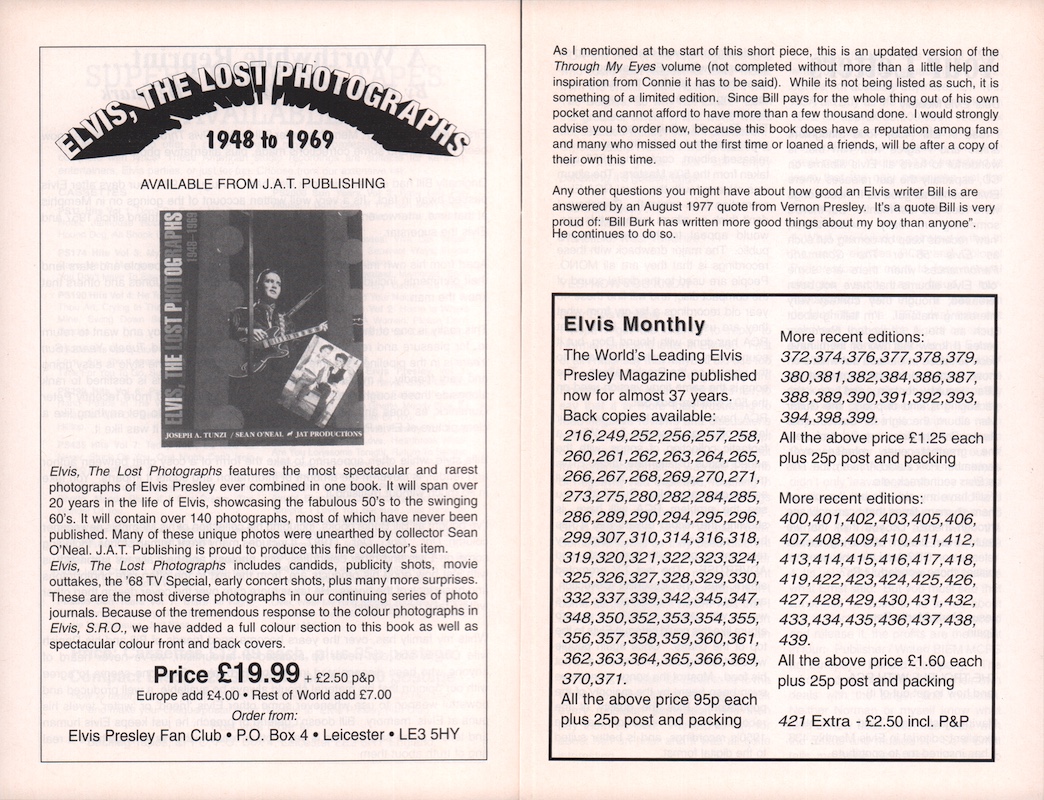 ELVIS, THE LOST PHOTOGRAPHS
1948 to 1969
AVAILABLE FROM J.A.T. PUBLISHING
ELVIS, THE LOST PHOTOGRAPHS
1948-1969
JOSEPH A. TUNZI / SEAN O'NEAL JAT PRODUCTIONS
Elvis, The Lost Photographs features the most spectacular and rarest
photographs of Elvis Presley ever combined in one book. It will span over
20 years in the life of Elvis, showcasing the fabulous 50's to the swinging
60's. It will contain over 140 photographs, most of which have never been
published. Many of these unique photos were unearthed by collector Sean
O'Neal. J.A.T. Publishing is proud to produce this fine collector's item.
Elvis, The Lost Photographs includes candids, publicity shots, movie
outtakes, the '68 TV Special, early concert shots, plus many more surprises.
These are the most diverse photographs in our continuing series of photo
journals. Because of the tremendous response to the colour photographs in
Elvis, S.R.O., we have added a full colour section to this book as well as
spectacular colour front and back covers.
Price £19.99 + £2.50 p&p
Europe add £4.00 • Rest of World add £7.00
Order from:
Elvis Presley Fan Club • P.O. Box 4 • Leicester • LE3 5HY
As I mentioned at the start of this short piece, this is an updated version of the
Through My Eyes volume (not completed without more than a little help and
inspiration from Connie it has to be said). While its not being listed as such, it is
something of a limited edition. Since Bill pays for the whole thing out of his own
pocket and cannot afford to have more than a few thousand done. I would strongly
advise you to order now, because this book does have a reputation among fans
and many who missed out the first time or loaned a friends, will be after a copy of
their own this time.
Any other questions you might have about how good an Elvis writer Bill is are
answered by an August 1977 quote from Vernon Presley. It's a quote Bill is very
proud of: “Bill Burk has written more good things about my boy than anyone”.
He continues to do so.
Elvis Monthly
The World's Leading Elvis
Presley Magazine published
now for almost 37 years.
Back copies available:
216,249,252,256,257,258,
260,261,262,263,264,265,
266,267,268,269,270,271,
273,275,280,282,284,285,
286,289,290,294,295,296,
299,307,310,314,316,318,
319,320,321,322,323,324,
325,326,327,328,329,330,
332,337,339,342,345,347,
348,350,352,353,354,355,
356,357,358,359,360,361,
362,363,364,365,366,369,
370,371.
All the above price 95p each
plus 25p post and packing
More recent editions:
372,374,376,377,378,379,
380,381,382,384,386,387,
388,389,390,391,392,393,
394,398,399.
All the above price £1.25 each
plus 25p post and packing
More recent editions:
400,401,402,403,405,406,
407,408,409,410,411,412,
413,414,415,416,417,418,
419,422,423,424,425,426,
427,428,429,430,431,432,
433,434,435,436,437,438,
439.
All the above price £1.60 each
plus 25p post and packing
421 Extra - £2.50 incl. P&P